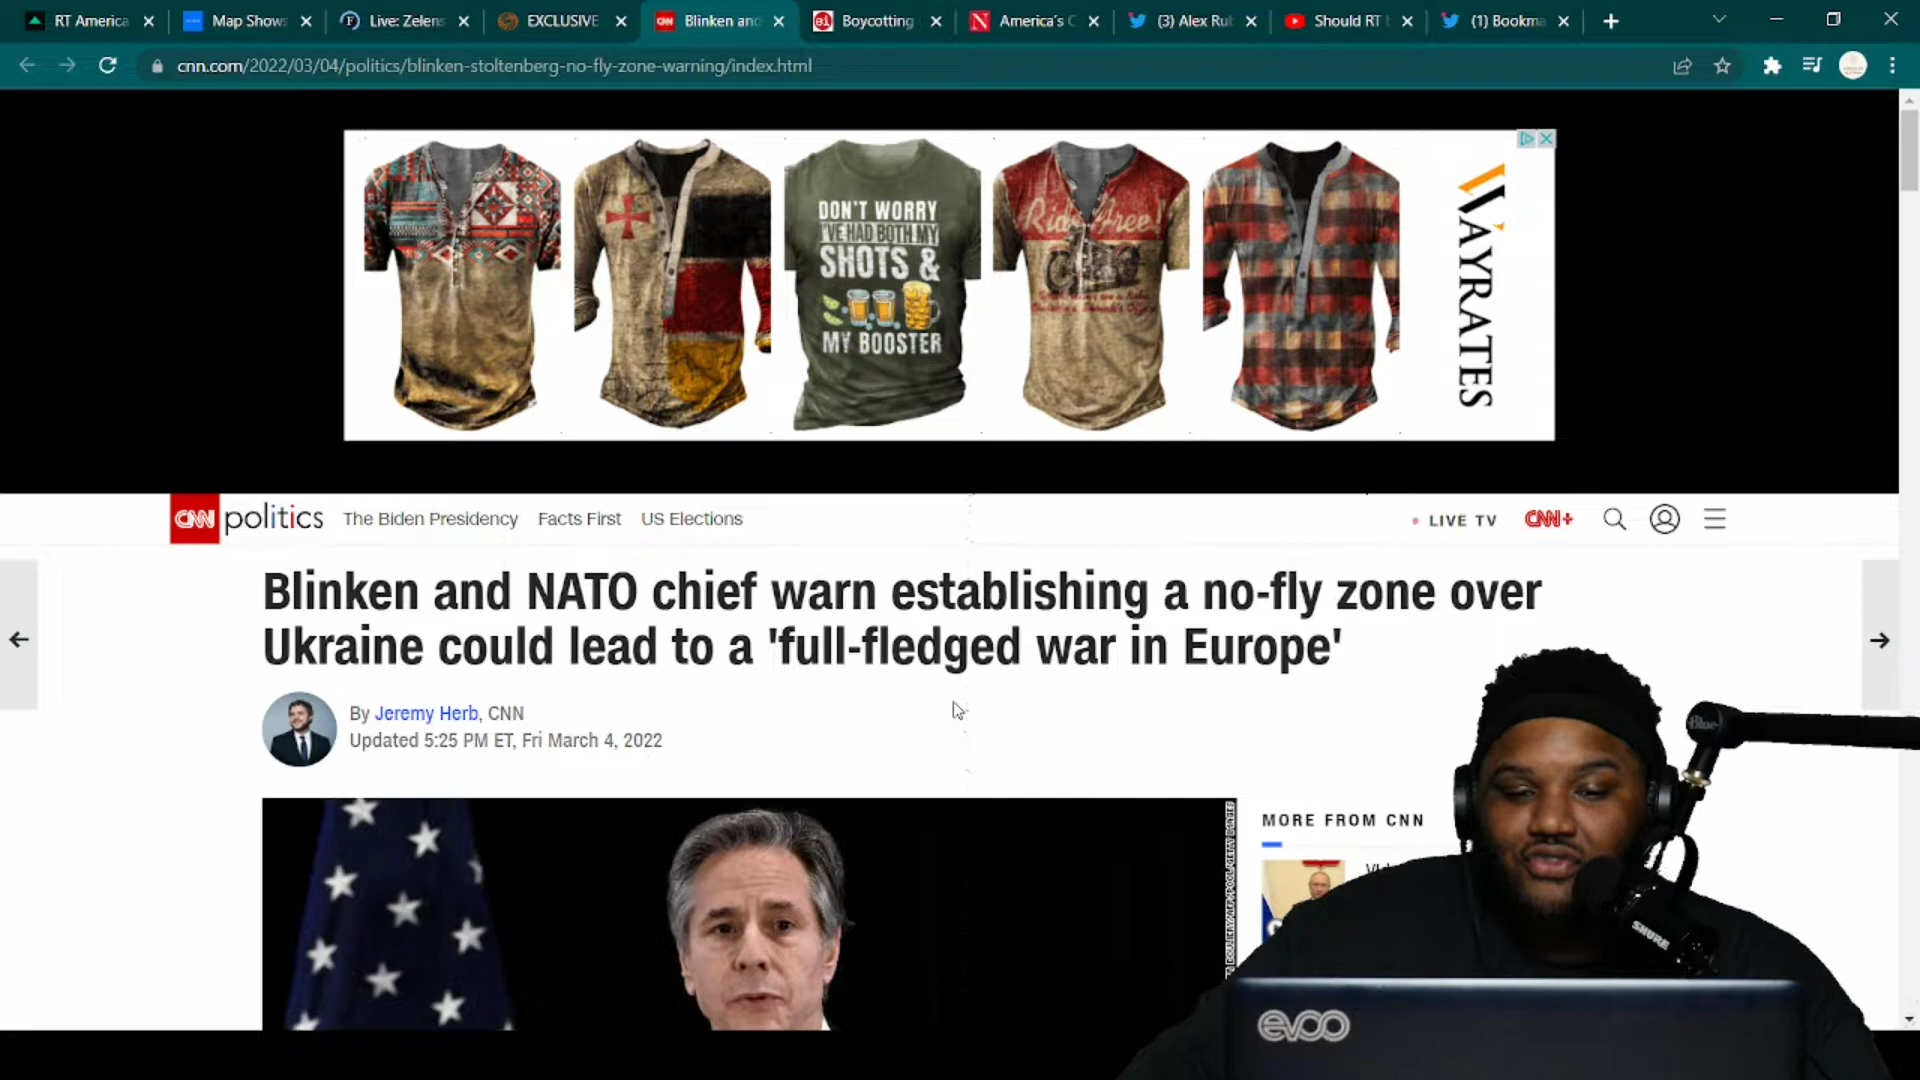 RT America
Map Shows
Live: Zelens
EXCLUSIVE
Blinken and
Boycotting
America's C
(3) Alex Rub
Should RT b
(1) Bookma
cnn.com/2022/03/04/politics/blinken-stoltenberg-no-fly-zone-warning/index.html
DON'T WORRY
I'VE HAD BOTH MY
SHOTS &
MY BOOSTER
Ride Free!
WAYRATES
CNN politics The Biden Presidency Facts First US Elections
LIVE TV CNN+
Blinken and NATO chief warn establishing a no-fly zone over
Ukraine could lead to a 'full-fledged war in Europe'
By Jeremy Herb, CNN
Updated 5:25 PM ET, Fri March 4, 2022
MORE FROM CNN
Blue
SHURE
evoo